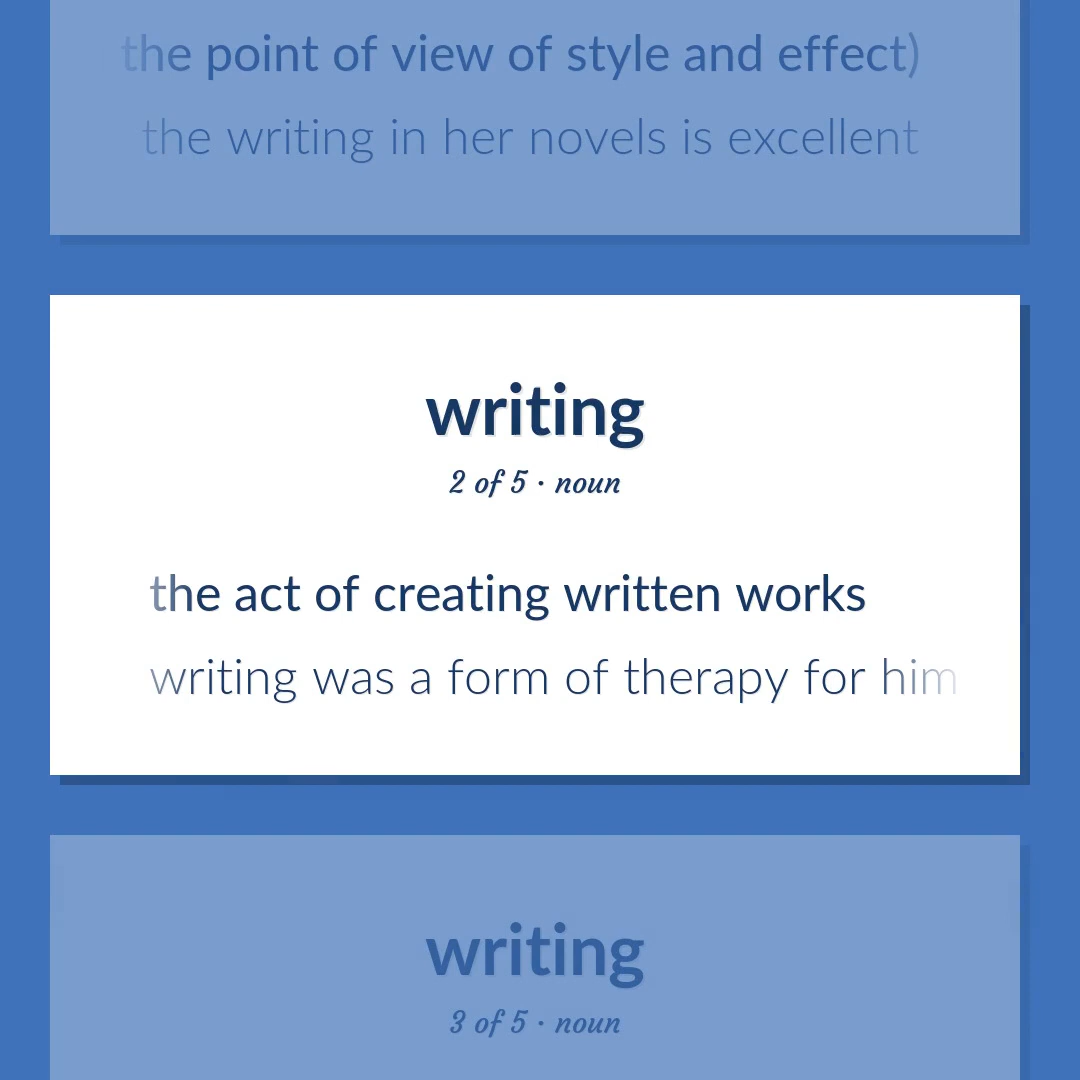 the point of view of style and effect)
the writing in her novels is excellent
writing
2 of 5 · noun
the act of creating written works
writing was a form of therapy for him
writing
3 of 5 · noun